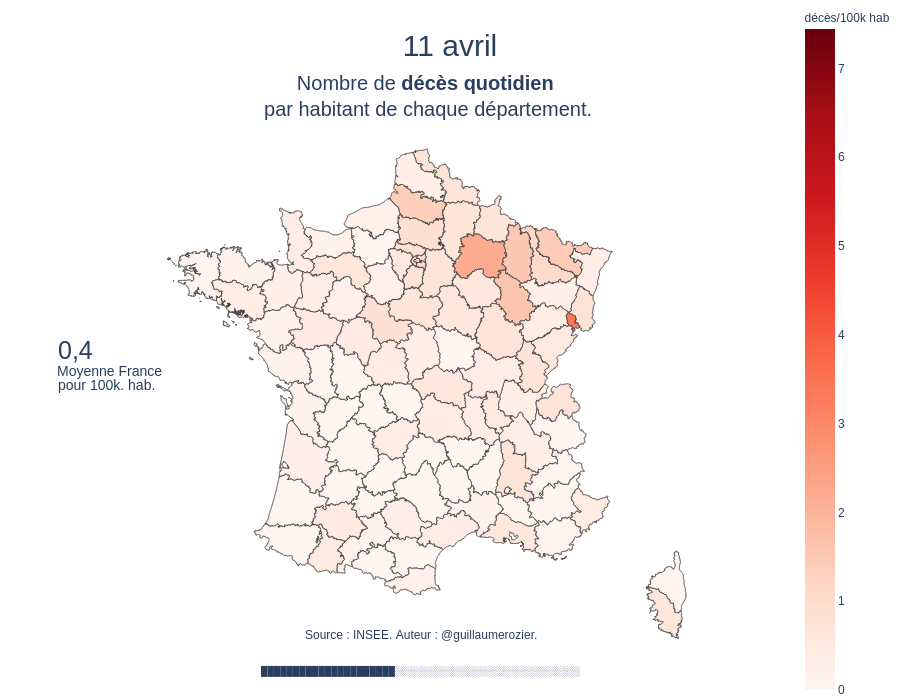 décès/100k hab
11 avril
Nombre de décès quotidien
par habitant de chaque département.
7
6
5
4
3
2
1
0
0,4
Moyenne France
pour 100k. hab.
Source : INSEE. Auteur : @guillaumerozier.